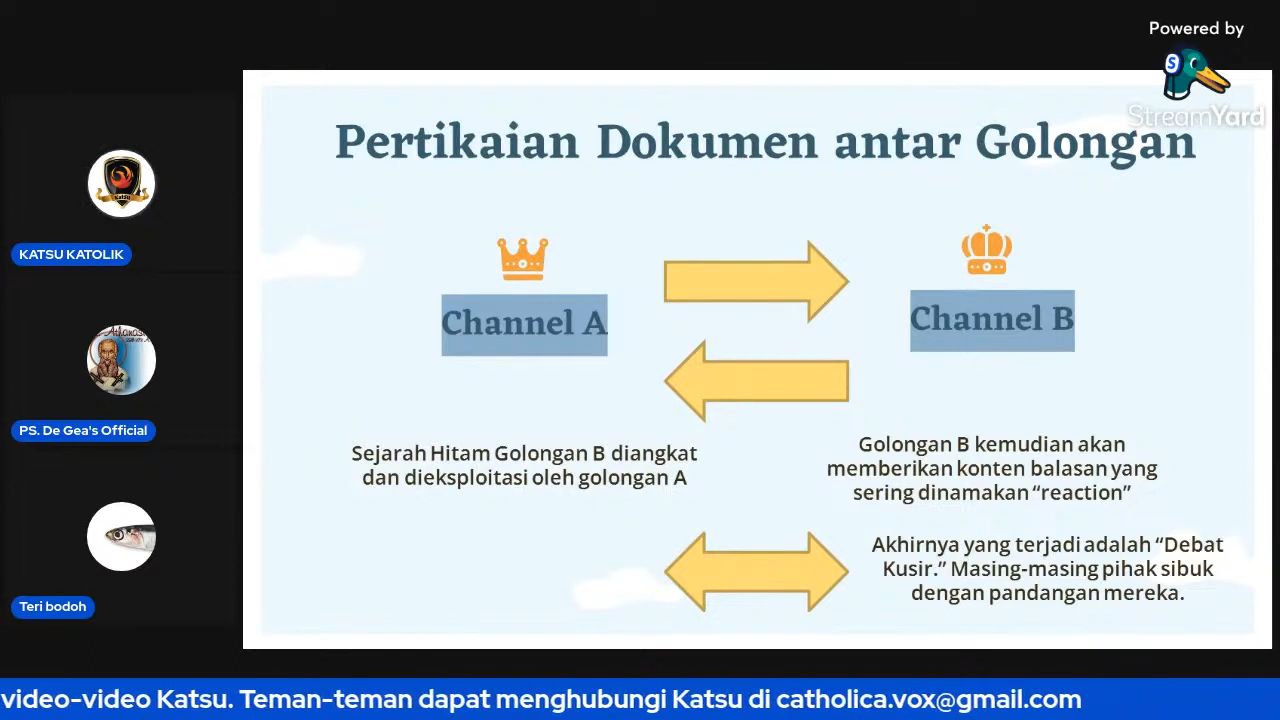 Powered by
StreamYard
Pertikaian Dokumen antar Golongan
Channel A
Channel B
Sejarah Hitam Golongan B diangkat
dan dieksploitasi oleh golongan A
Golongan B kemudian akan
memberikan konten balasan yang
sering dinamakan “reaction”
Akhirnya yang terjadi adalah “Debat
Kusir.” Masing-masing pihak sibuk
dengan pandangan mereka.
Katsu
KATSU KATOLIK
PS. De Gea's Official
Teri bodoh
video-video Katsu. Teman-teman dapat menghubungi Katsu di catholica.vox@gmail.com